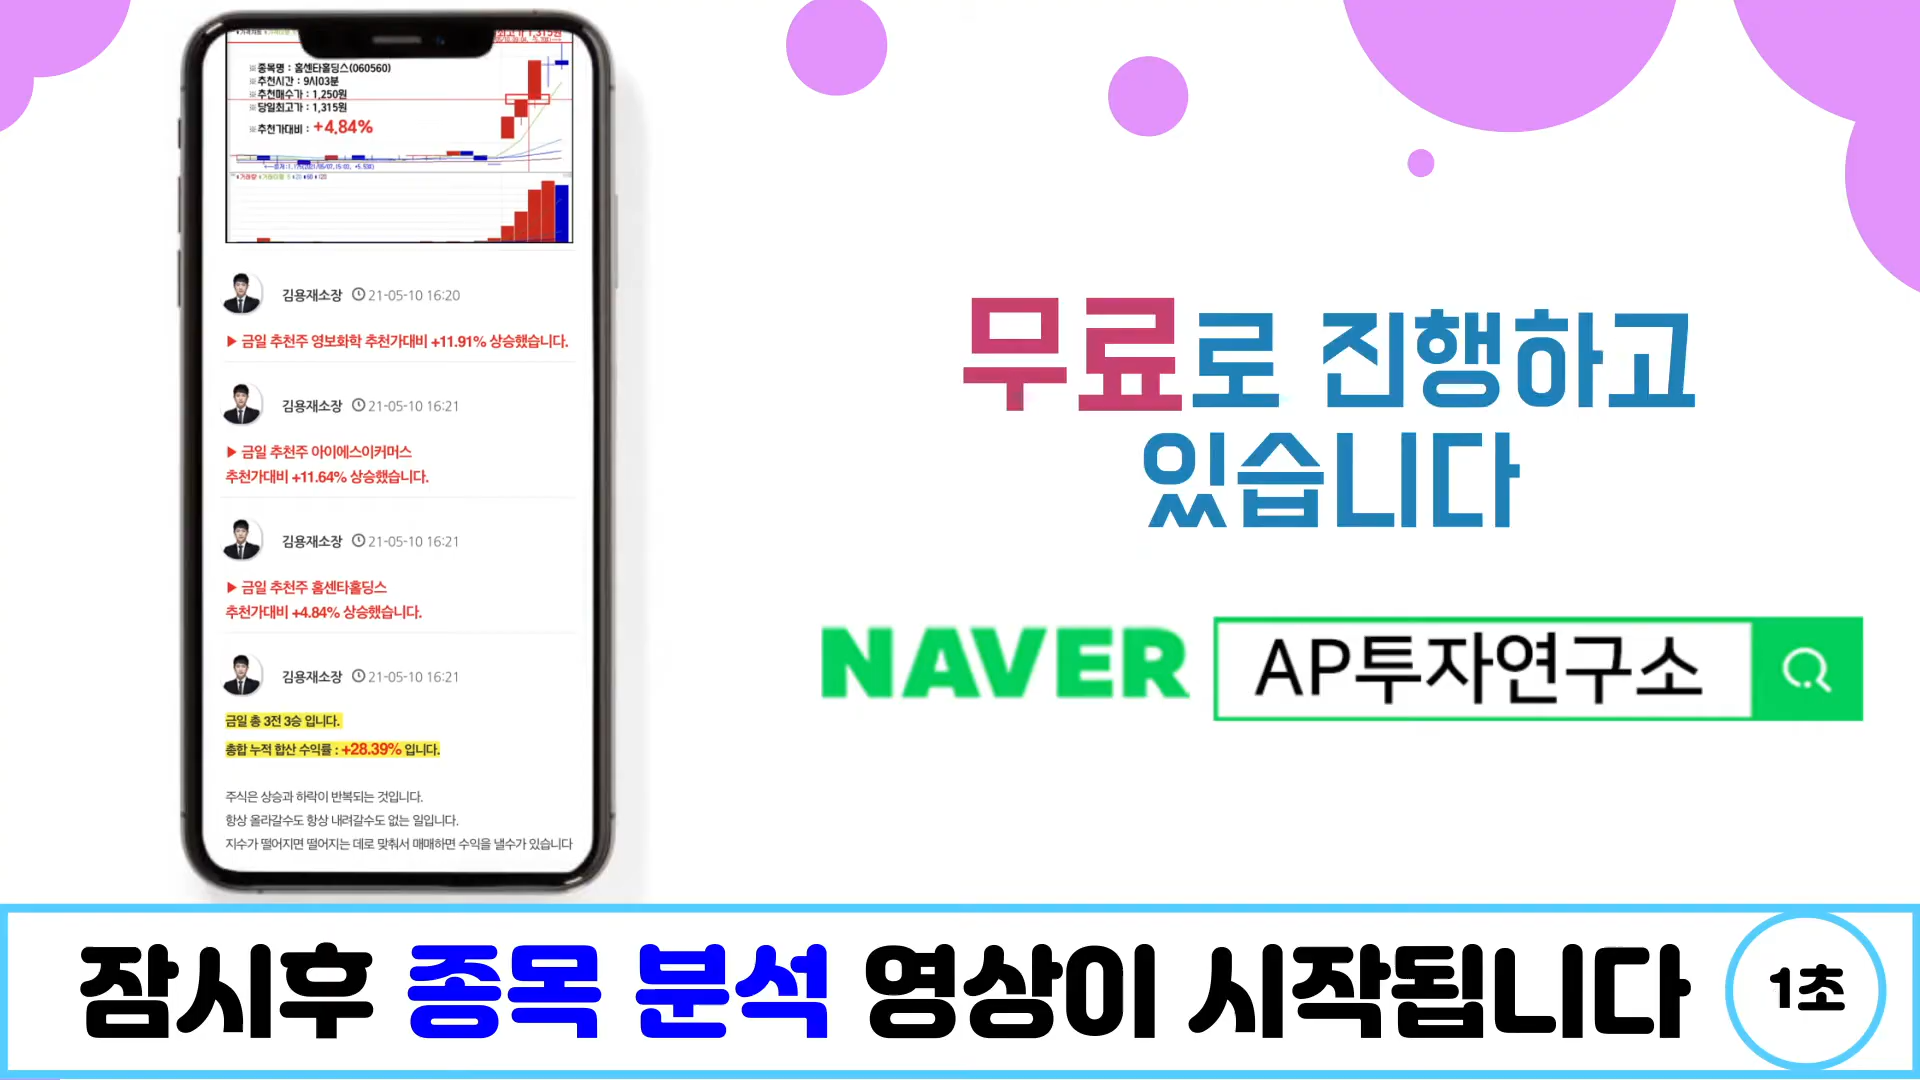 ※종목명 : 홈센타홀딩스(060560)
※추천시간 : 9시03분
※추천매수가 : 1,250원
※당일최고가 : 1,315원
※추천가대비 : +4.84%
김용재소장 21-05-10 16:20
▶ 금일 추천주 영보화학 추천가대비 +11.91% 상승했습니다.
김용재소장 21-05-10 16:21
▶ 금일 추천주 아이에스이커머스
추천가대비 +11.64% 상승했습니다.
김용재소장 21-05-10 16:21
▶ 금일 추천주 홈센타홀딩스
추천가대비 +4.84% 상승했습니다.
김용재소장 21-05-10 16:21
금일 총 3전 3승 입니다.
총합 누적 합산 수익률 : +28.39% 입니다.
주식은 상승과 하락이 반복되는 것입니다.
항상 올라갈수도 항상 내려갈수도 없는 일입니다.
지수가 떨어지면 떨어지는 데로 맞춰서 매매하면 수익을 낼수가 있습니다
무료로 진행하고
있습니다
NAVER AP투자연구소
잠시후 종목 분석 영상이 시작됩니다 1초